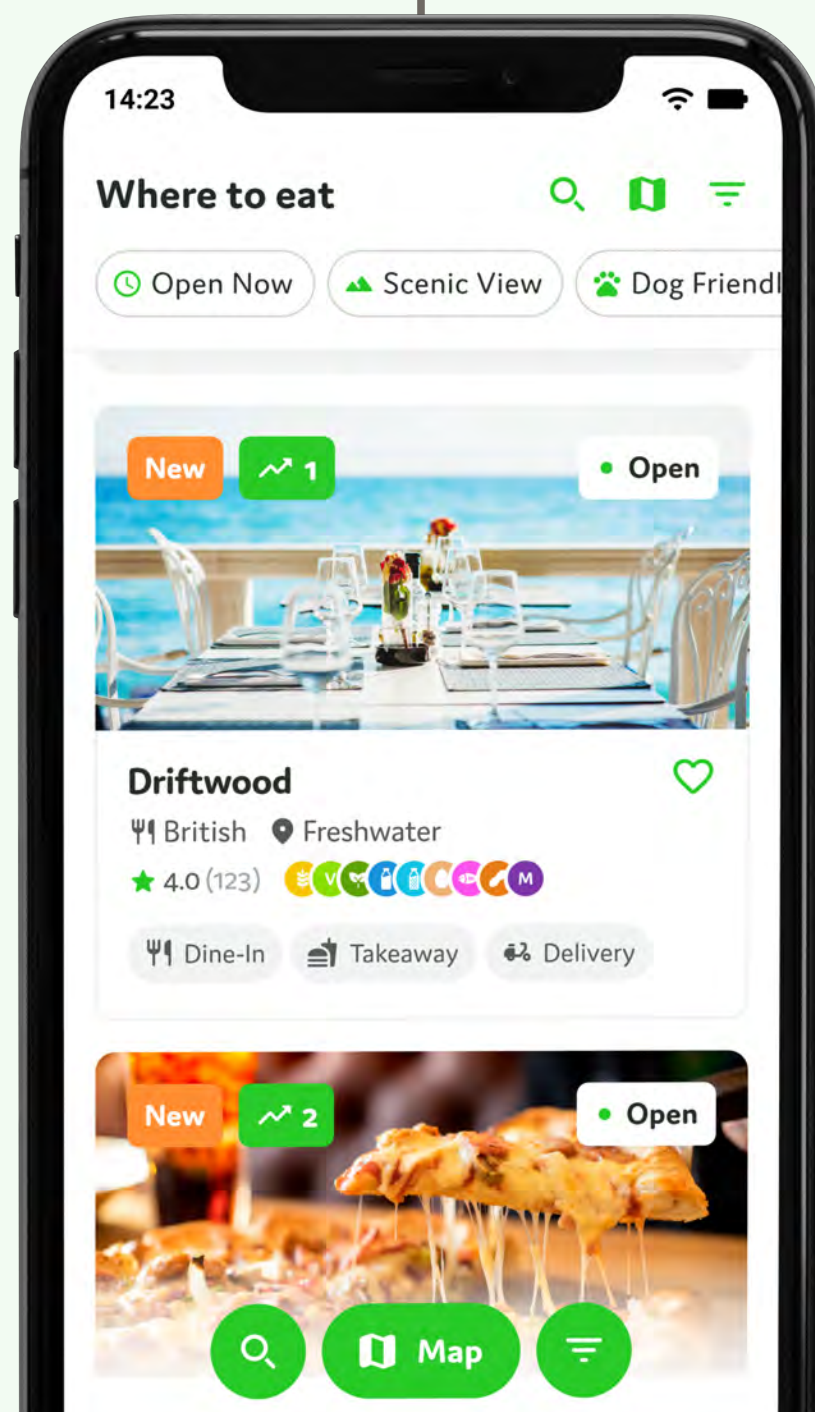 14:23
Where to eat
Open Now
Scenic View
Dog Friendl
New
1
Open
Driftwood
British
Freshwater
4.0 (123)
V
M
Dine-In
Takeaway
Delivery
New
2
Open
Map